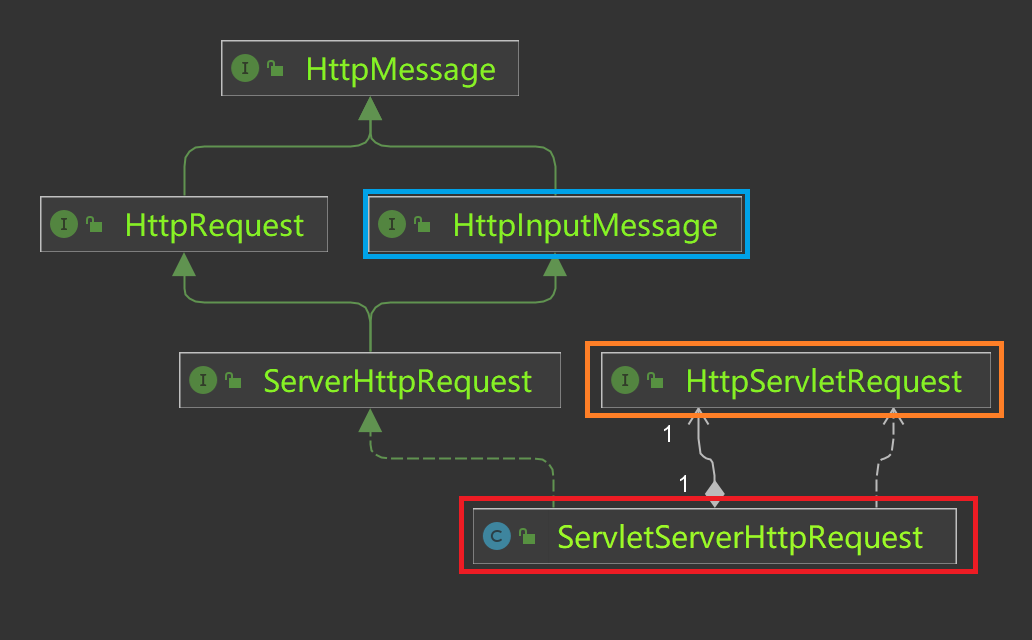 I HttpMessage
I HttpRequest
I HttpInputMessage
I ServerHttpRequest
I HttpServletRequest
1
1
C ServletServerHttpRequest